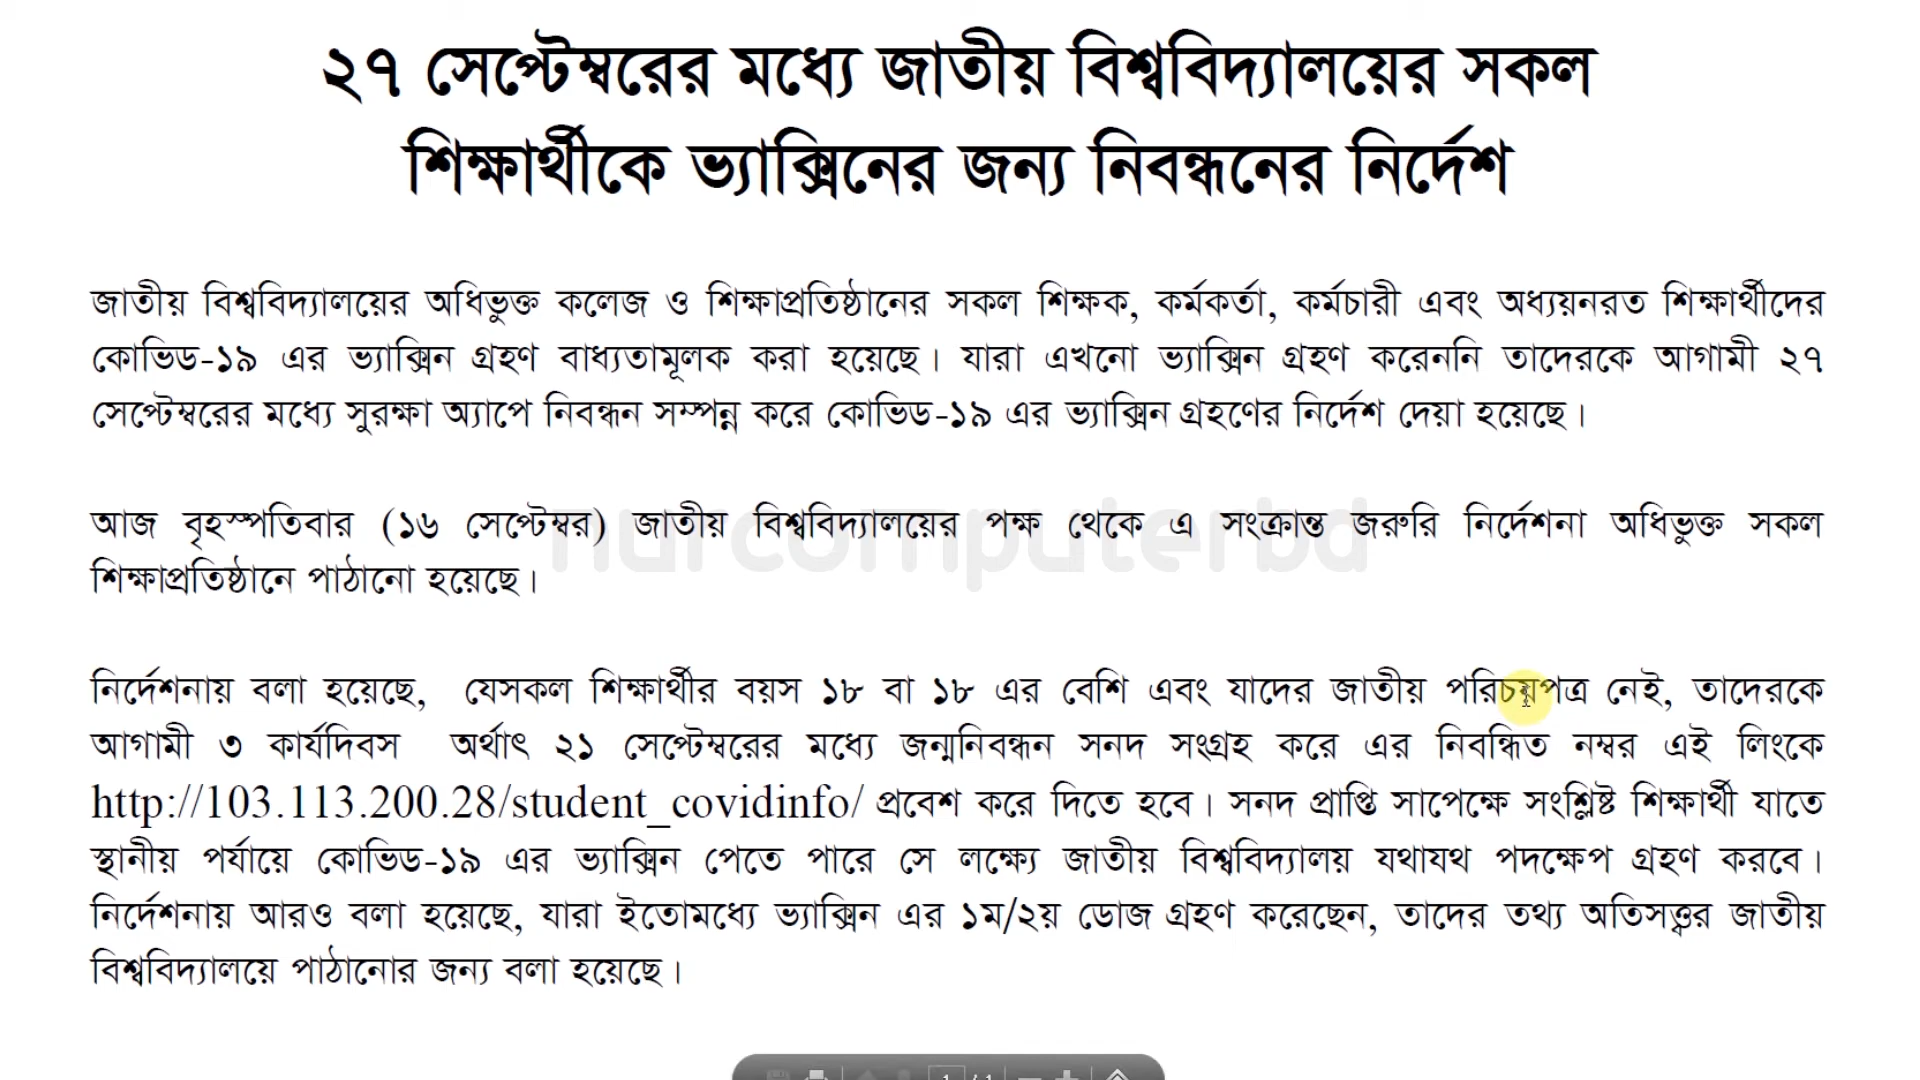 ২৭ সেপ্টেম্বরের মধ্যে জাতীয় বিশ্ববিদ্যালয়ের সকল
শিক্ষার্থীকে ভ্যাক্সিনের জন্য নিবন্ধনের নির্দেশ
জাতীয় বিশ্ববিদ্যালয়ের অধিভুক্ত কলেজ ও শিক্ষাপ্রতিষ্ঠানের সকল শিক্ষক, কর্মকর্তা, কর্মচারী এবং অধ্যয়নরত শিক্ষার্থীদের
কোভিড-১৯ এর ভ্যাক্সিন গ্রহণ বাধ্যতামূলক করা হয়েছে। যারা এখনো ভ্যাক্সিন গ্রহণ করেননি তাদেরকে আগামী ২৭
সেপ্টেম্বরের মধ্যে সুরক্ষা অ্যাপে নিবন্ধন সম্পন্ন করে কোভিড-১৯ এর ভ্যাক্সিন গ্রহণের নির্দেশ দেয়া হয়েছে।
আজ বৃহস্পতিবার (১৬ সেপ্টেম্বর) জাতীয় বিশ্ববিদ্যালয়ের পক্ষ থেকে এ সংক্রান্ত জরুরি নির্দেশনা অধিভুক্ত সকল
nurcomputerbd
শিক্ষাপ্রতিষ্ঠানে পাঠানো হয়েছে।
নির্দেশনায় বলা হয়েছে, যেসকল শিক্ষার্থীর বয়স ১৮ বা ১৮ এর বেশি এবং যাদের জাতীয় পরিচয়পত্র নেই, তাদেরকে
আগামী ৩ কার্যদিবস অর্থাৎ ২১ সেপ্টেম্বরের মধ্যে জন্মনিবন্ধন সনদ সংগ্রহ করে এর নিবন্ধিত নম্বর এই লিংকে
http://103.113.200.28/student_covidinfo/ প্রবেশ করে দিতে হবে। সনদ প্রাপ্তি সাপেক্ষে সংশ্লিষ্ট শিক্ষার্থী যাতে
স্থানীয় পর্যায়ে কোভিড-১৯ এর ভ্যাক্সিন পেতে পারে সে লক্ষ্যে জাতীয় বিশ্ববিদ্যালয় যথাযথ পদক্ষেপ গ্রহণ করবে।
নির্দেশনায় আরও বলা হয়েছে, যারা ইতোমধ্যে ভ্যাক্সিন এর ১ম/২য় ডোজ গ্রহণ করেছেন, তাদের তথ্য অতিসত্ত্বর জাতীয়
বিশ্ববিদ্যালয়ে পাঠানোর জন্য বলা হয়েছে।